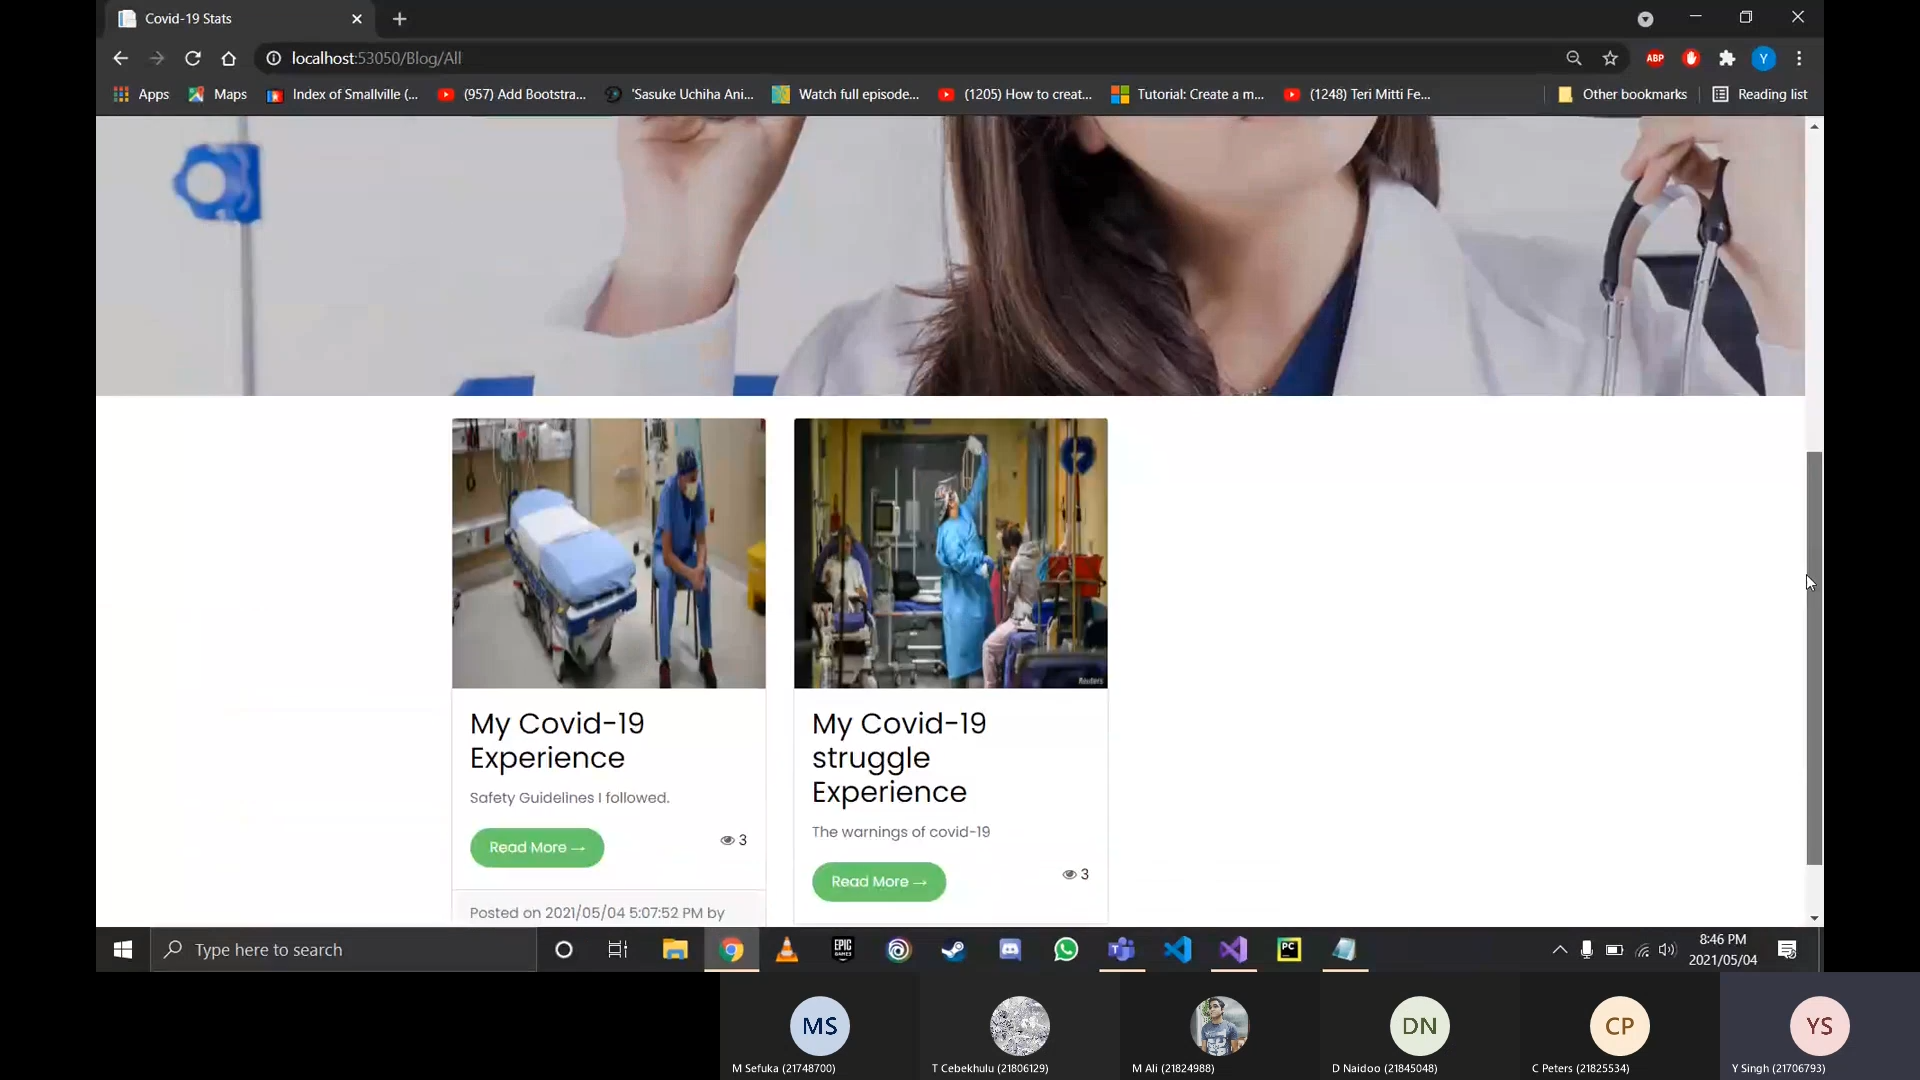 Covid-19 Stats
localhost:53050/Blog/All
ABP
Y
Apps
Maps
Index of Smallville (...
(957) Add Bootstra...
'Sasuke Uchiha Ani...
Watch full episode...
(1205) How to creat...
Tutorial: Create a m...
(1248) Teri Mitti Fe...
Other bookmarks
Reading list
Reuters
My Covid-19
Experience
Safety Guidelines I followed.
Read More →
3
Posted on 2021/05/04 5:07:52 PM by
My Covid-19
struggle
Experience
The warnings of covid-19
Read More →
3
Type here to search
EPIC
GAMES
PC
8:46 PM
2021/05/04
MS
M Sefuka (21748700)
T Cebekhulu (21806129)
M Ali (21824988)
DN
D Naidoo (21845048)
CP
C Peters (21825534)
YS
Y Singh (21706793)